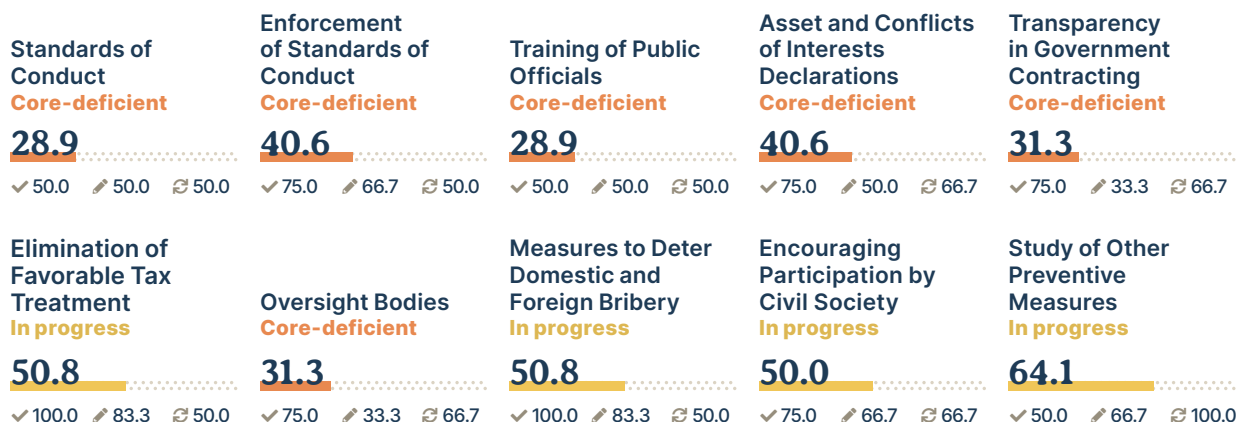 Standards of
Conduct
Core-deficient
28.9
50.0 50.0 50.0
Enforcement
of Standards of
Conduct
Core-deficient
40.6
75.0 66.7 50.0
Training of Public
Officials
Core-deficient
28.9
50.0 50.0 50.0
Asset and Conflicts
of Interests
Declarations
Core-deficient
40.6
75.0 50.0 66.7
Transparency
in Government
Contracting
Core-deficient
31.3
75.0 33.3 66.7
Elimination of
Favorable Tax
Treatment
In progress
50.8
100.0 83.3 50.0
Oversight Bodies
Core-deficient
31.3
75.0 33.3 66.7
Measures to Deter
Domestic and
Foreign Bribery
In progress
50.8
100.0 83.3 50.0
Encouraging
Participation by
Civil Society
In progress
50.0
75.0 66.7 66.7
Study of Other
Preventive
Measures
In progress
64.1
50.0 66.7 100.0